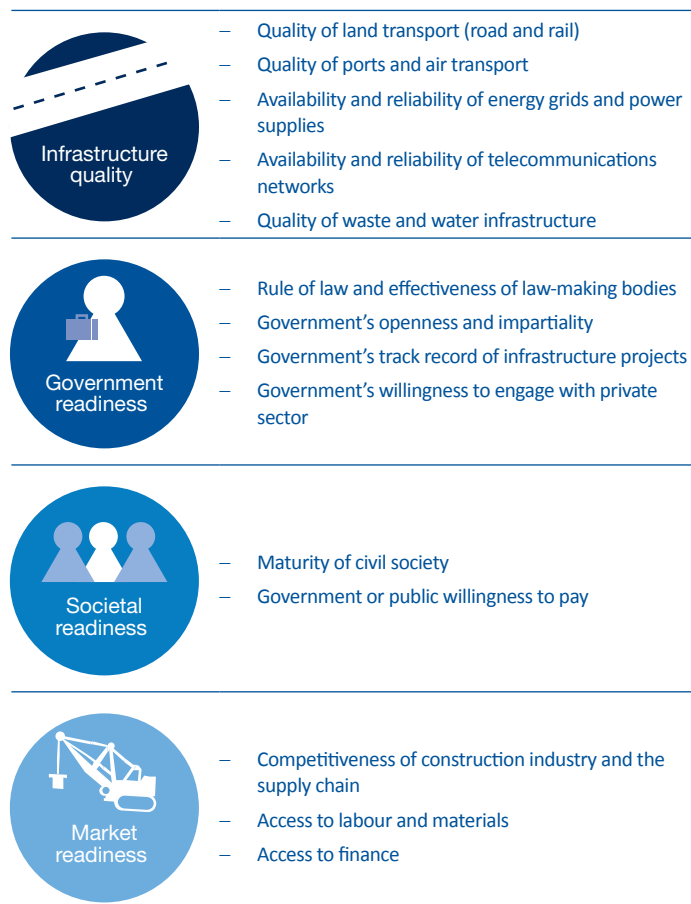 Infrastructure
quality
– Quality of land transport (road and rail)
– Quality of ports and air transport
– Availability and reliability of energy grids and power
supplies
– Availability and reliability of telecommunications
networks
– Quality of waste and water infrastructure
Government
readiness
– Rule of law and effectiveness of law-making bodies
– Government’s openness and impartiality
– Government’s track record of infrastructure projects
– Government’s willingness to engage with private
sector
Societal
readiness
– Maturity of civil society
– Government or public willingness to pay
Market
readiness
– Competitiveness of construction industry and the
supply chain
– Access to labour and materials
– Access to finance